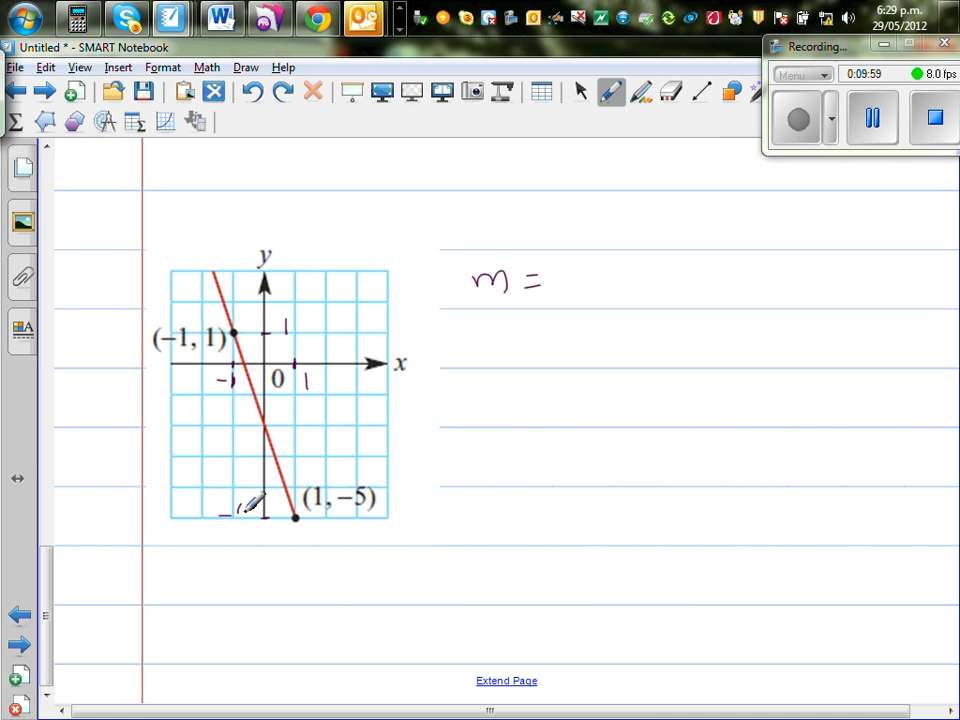 6:29 p.m.
29/05/2012
Untitled * - SMART Notebook
Recording...
File Edit View Insert Format Math Draw Help
Menu 00:09:59 8.0 fps
y
m =
1
(−1, 1)
x
-1 0 1
(1, −5)
Extend Page